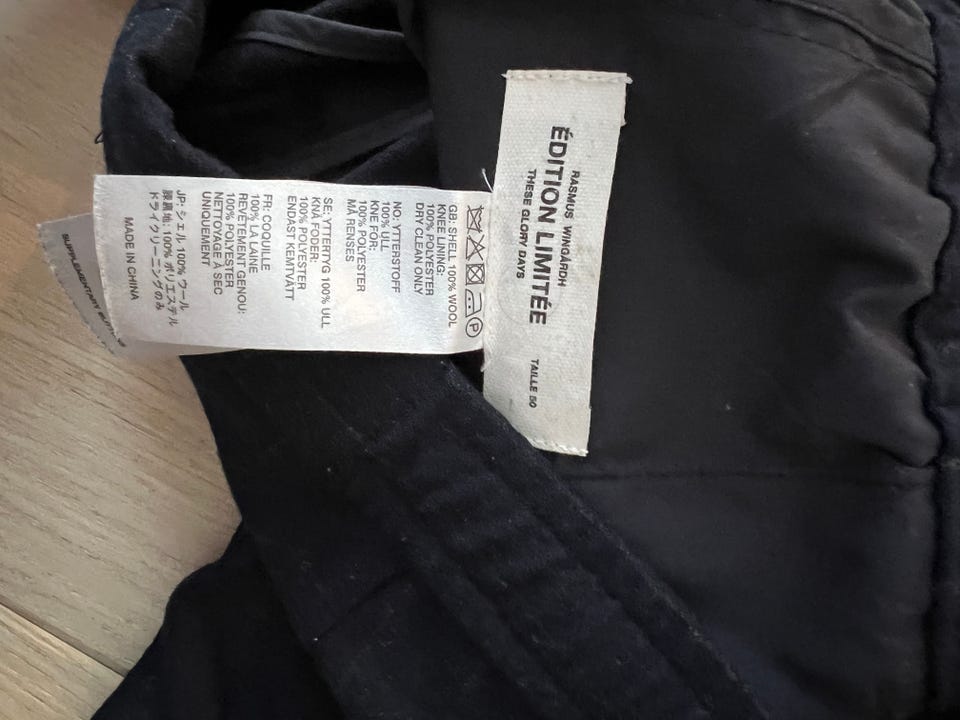 RASMUS WINGÅRDH
ÉDITION LIMITÉE
THESE GLORY DAYS
TAILLE 50
P
GB: SHELL 100% WOOL
KNEE LINING:
100% POLYESTER
DRY CLEAN ONLY
NO: YTTERSTOFF
100% ULL
KNE FOR:
100% POLYESTER
MÅ RENSES
SE: YTTERTYG 100% ULL
KNÄ FODER:
100% POLYESTER
ENDAST KEMTVÄTT
FR: COQUILLE
100% LA LAINE
REVÊTEMENT GENOU:
100% POLYESTER
NETTOYAGE À SEC
UNIQUEMENT
JP: シェル 100% ウール
膝裏地: 100% ポリエステル
ドライクリーニングのみ
MADE IN CHINA
SUPPLEMENTARY